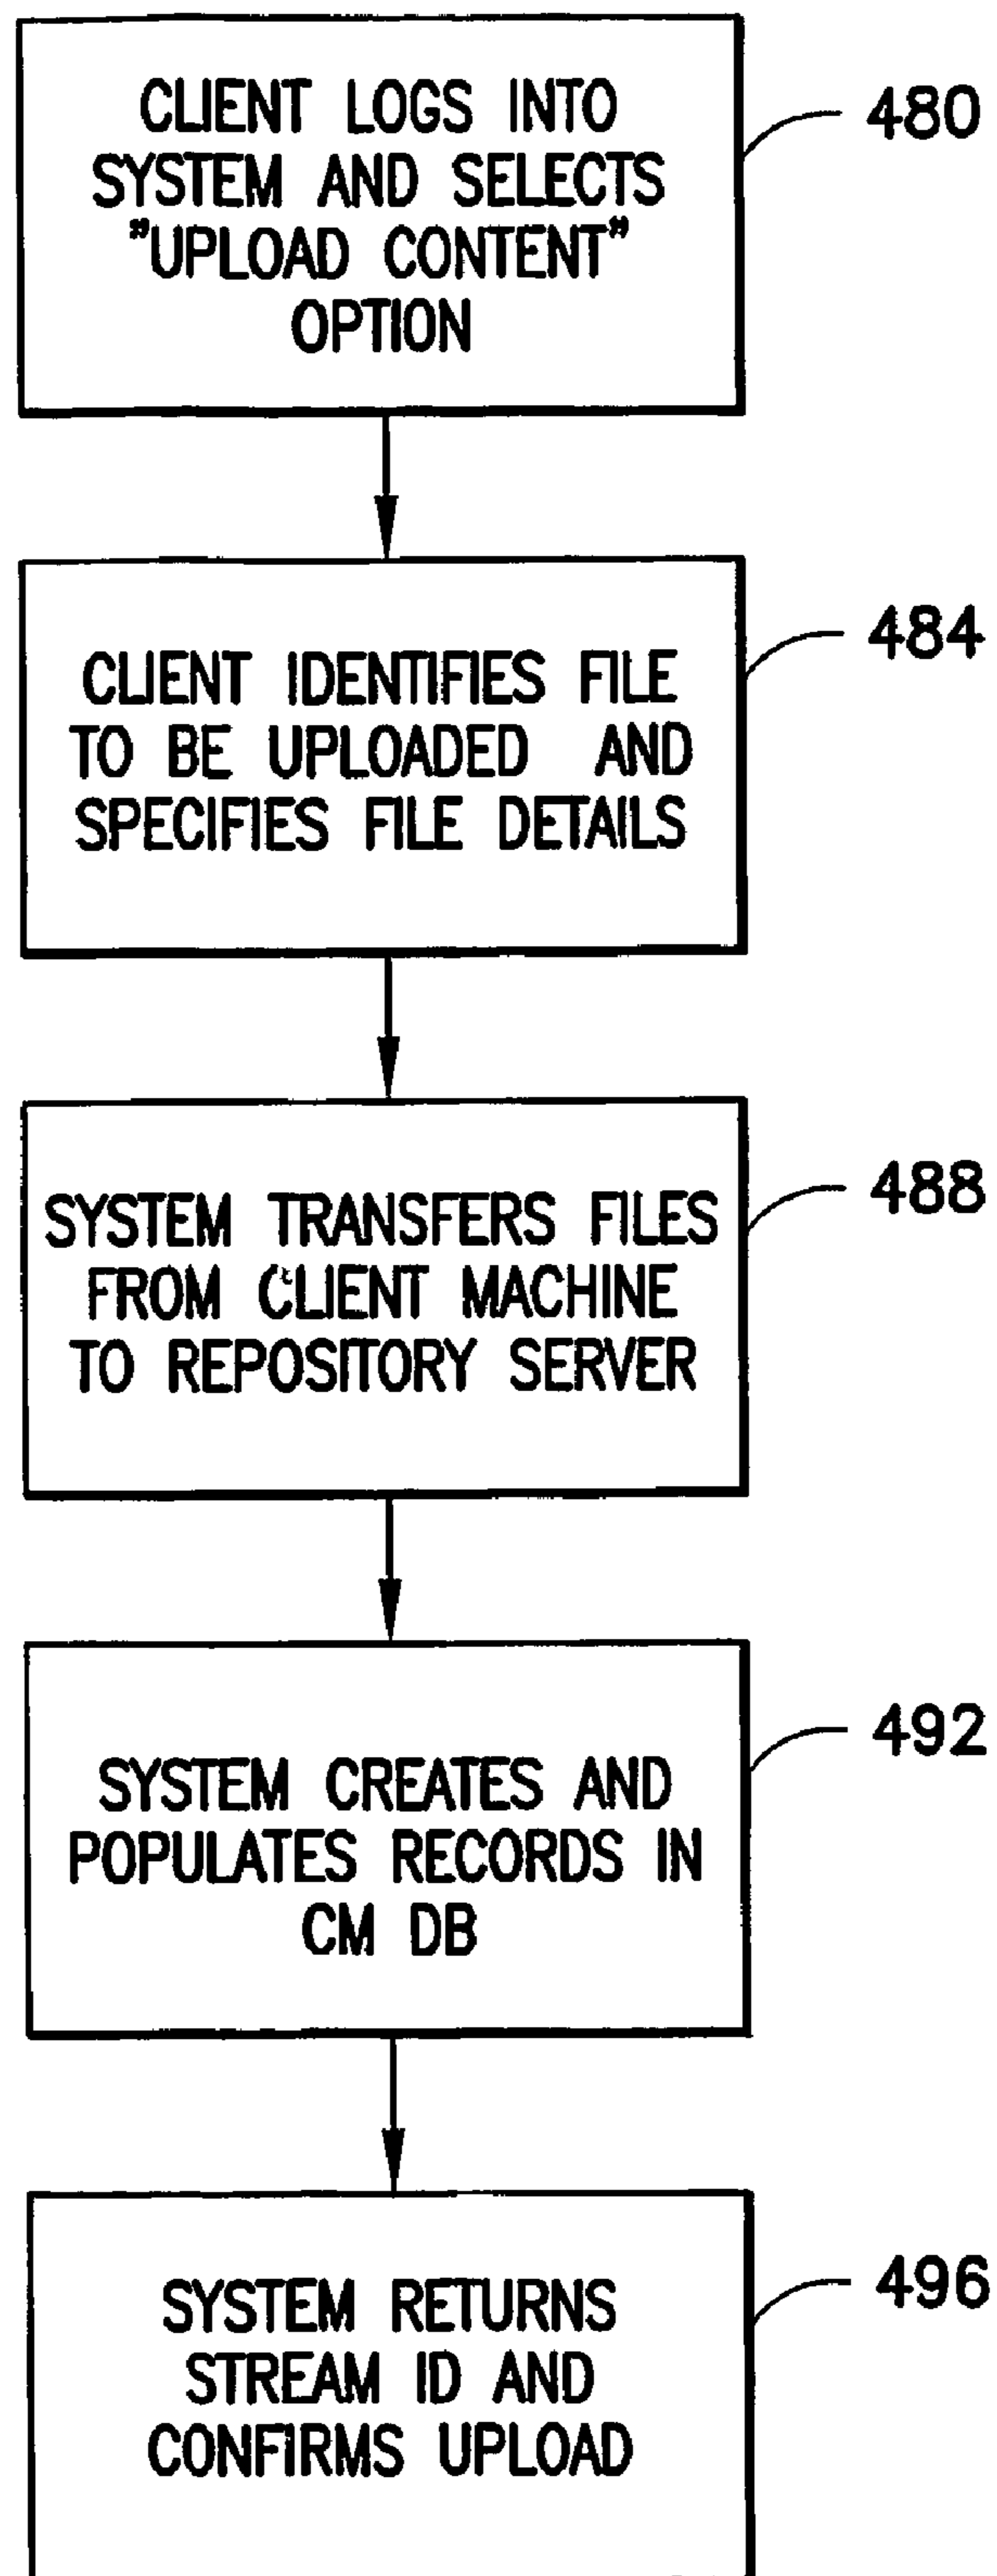 CLIENT LOGS INTO
SYSTEM AND SELECTS
"UPLOAD CONTENT"
OPTION
480
CLIENT IDENTIFIES FILE
TO BE UPLOADED AND
SPECIFIES FILE DETAILS
484
SYSTEM TRANSFERS FILES
FROM CLIENT MACHINE
TO REPOSITORY SERVER
488
SYSTEM CREATES AND
POPULATES RECORDS IN
CM DB
492
SYSTEM RETURNS
STREAM ID AND
CONFIRMS UPLOAD
496